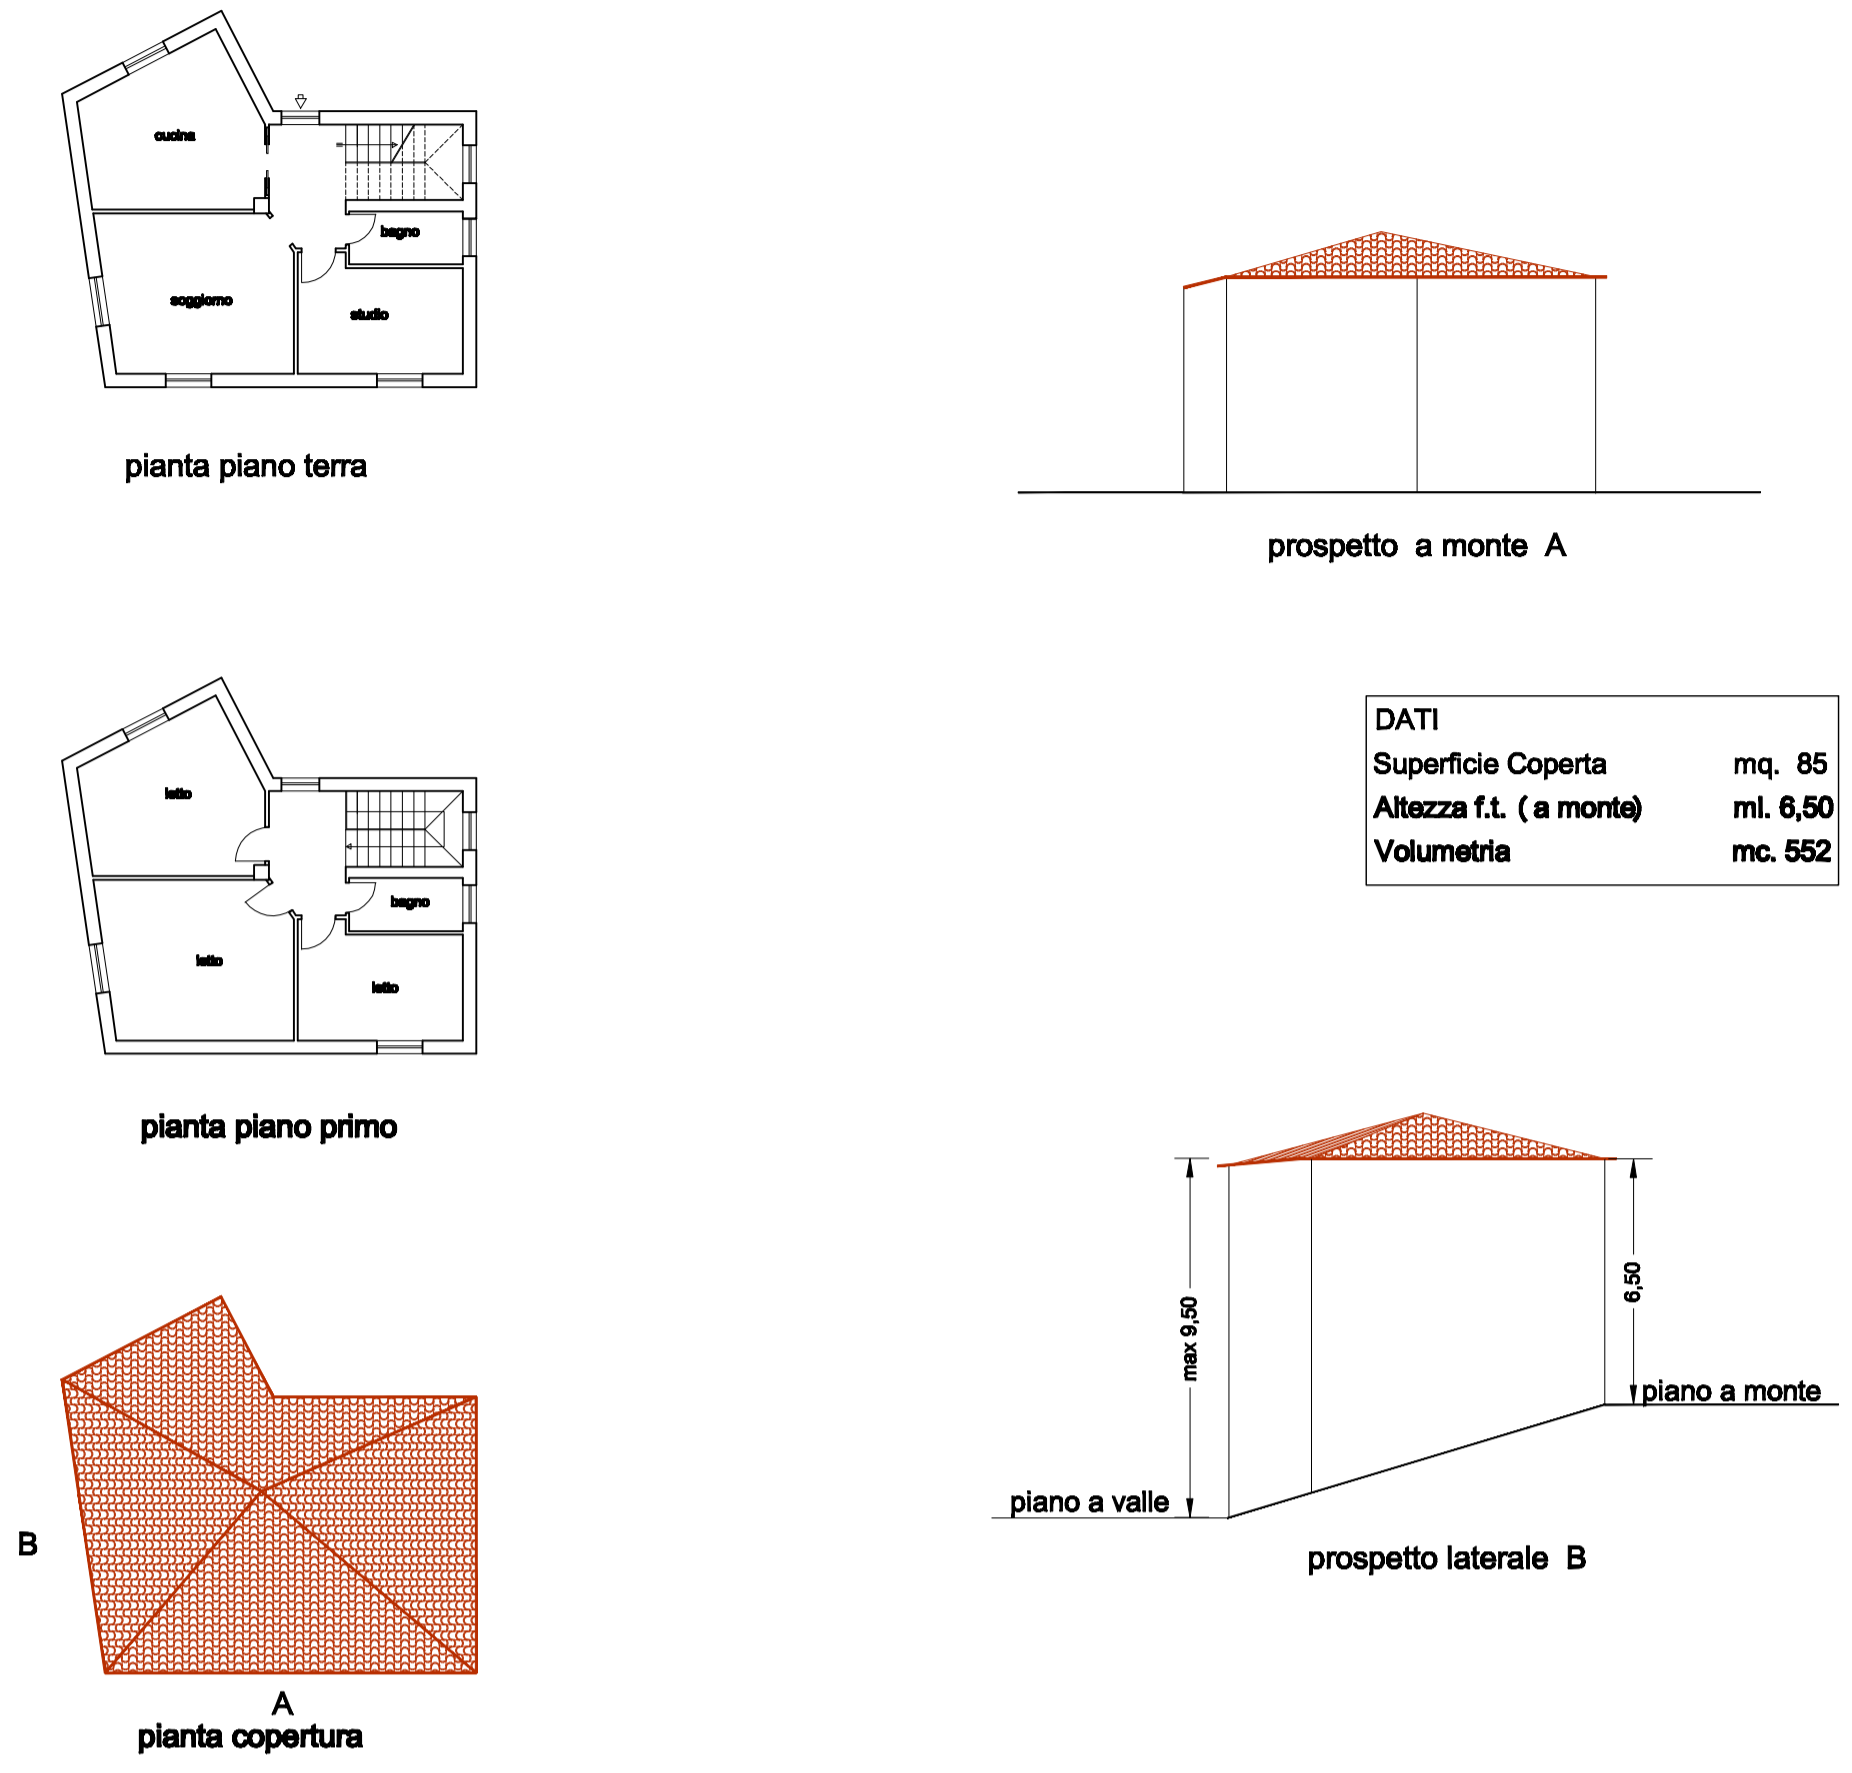 cucina
bagno
soggiorno
studio
pianta piano terra
prospetto a monte A
letto
bagno
letto
letto
pianta piano primo
DATI
Superficie Coperta mq. 85
Altezza f.t. ( a monte) ml. 6,50
Volumetria mc. 552
B
A
pianta copertura
max 9,50
6,50
piano a monte
piano a valle
prospetto laterale B